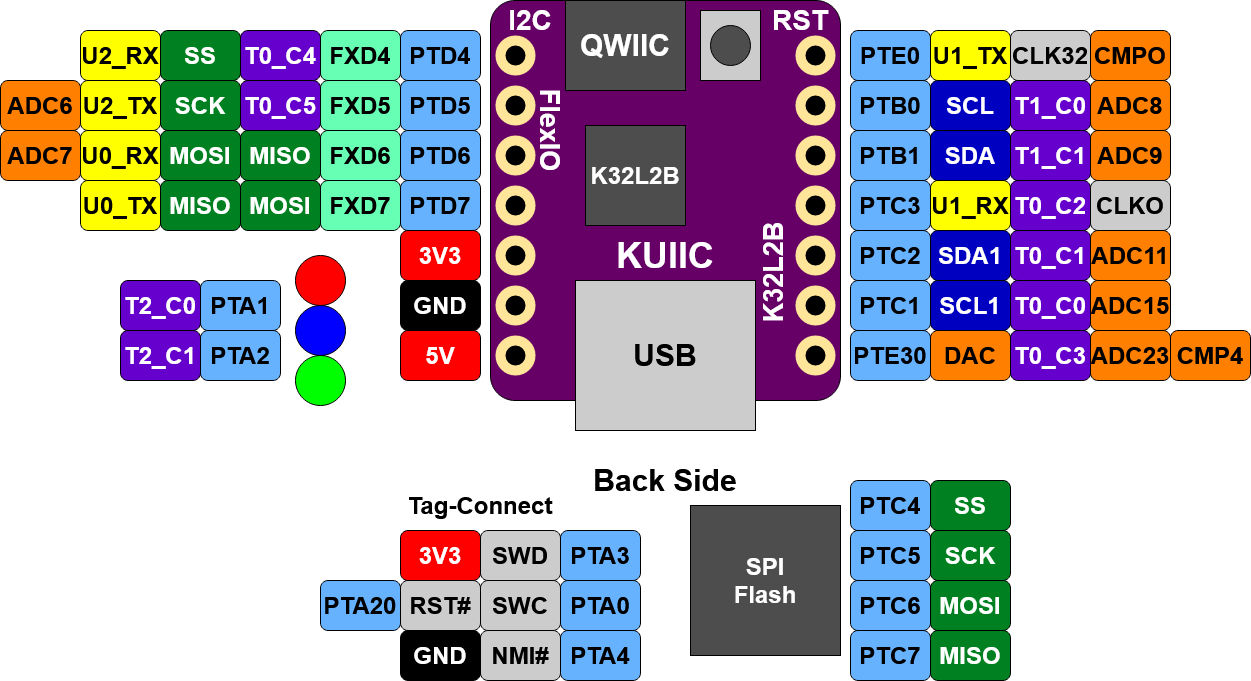 I2C QWIIC RST
U2_RX SS T0_C4 FXD4 PTD4 PTE0 U1_TX CLK32 CMPO
ADC6 U2_TX SCK T0_C5 FXD5 PTD5 PTB0 SCL T1_C0 ADC8
FlexIO
ADC7 U0_RX MOSI MISO FXD6 PTD6 PTB1 SDA T1_C1 ADC9
K32L2B
U0_TX MISO MOSI FXD7 PTD7 PTC3 U1_RX T0_C2 CLKO
3V3 KUIIC PTC2 SDA1 T0_C1 ADC11
K32L2B
T2_C0 PTA1 GND PTC1 SCL1 T0_C0 ADC15
T2_C1 PTA2 5V USB PTE30 DAC T0_C3 ADC23 CMP4
Back Side
Tag-Connect
3V3 SWD PTA3
PTA20 RST# SWC PTA0
GND NMI# PTA4
SPI
Flash
PTC4 SS
PTC5 SCK
PTC6 MOSI
PTC7 MISO